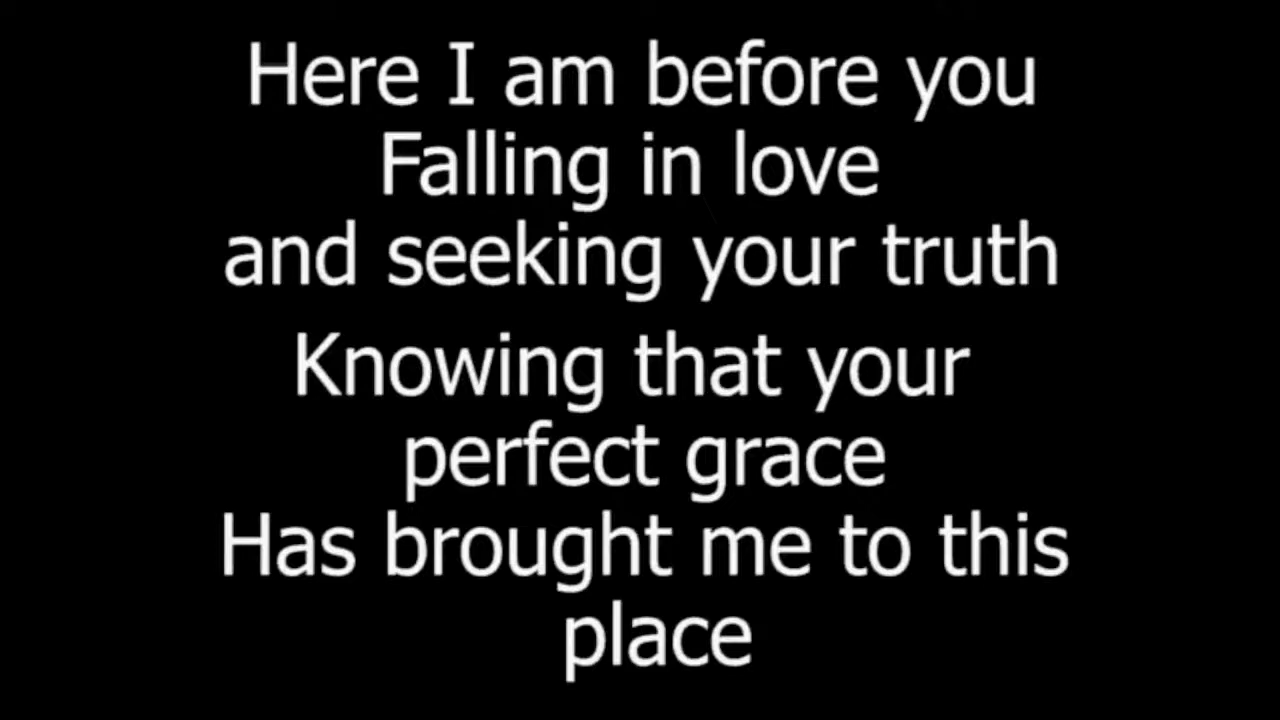 Here I am before you
Falling in love
and seeking your truth
Knowing that your
perfect grace
Has brought me to this
place